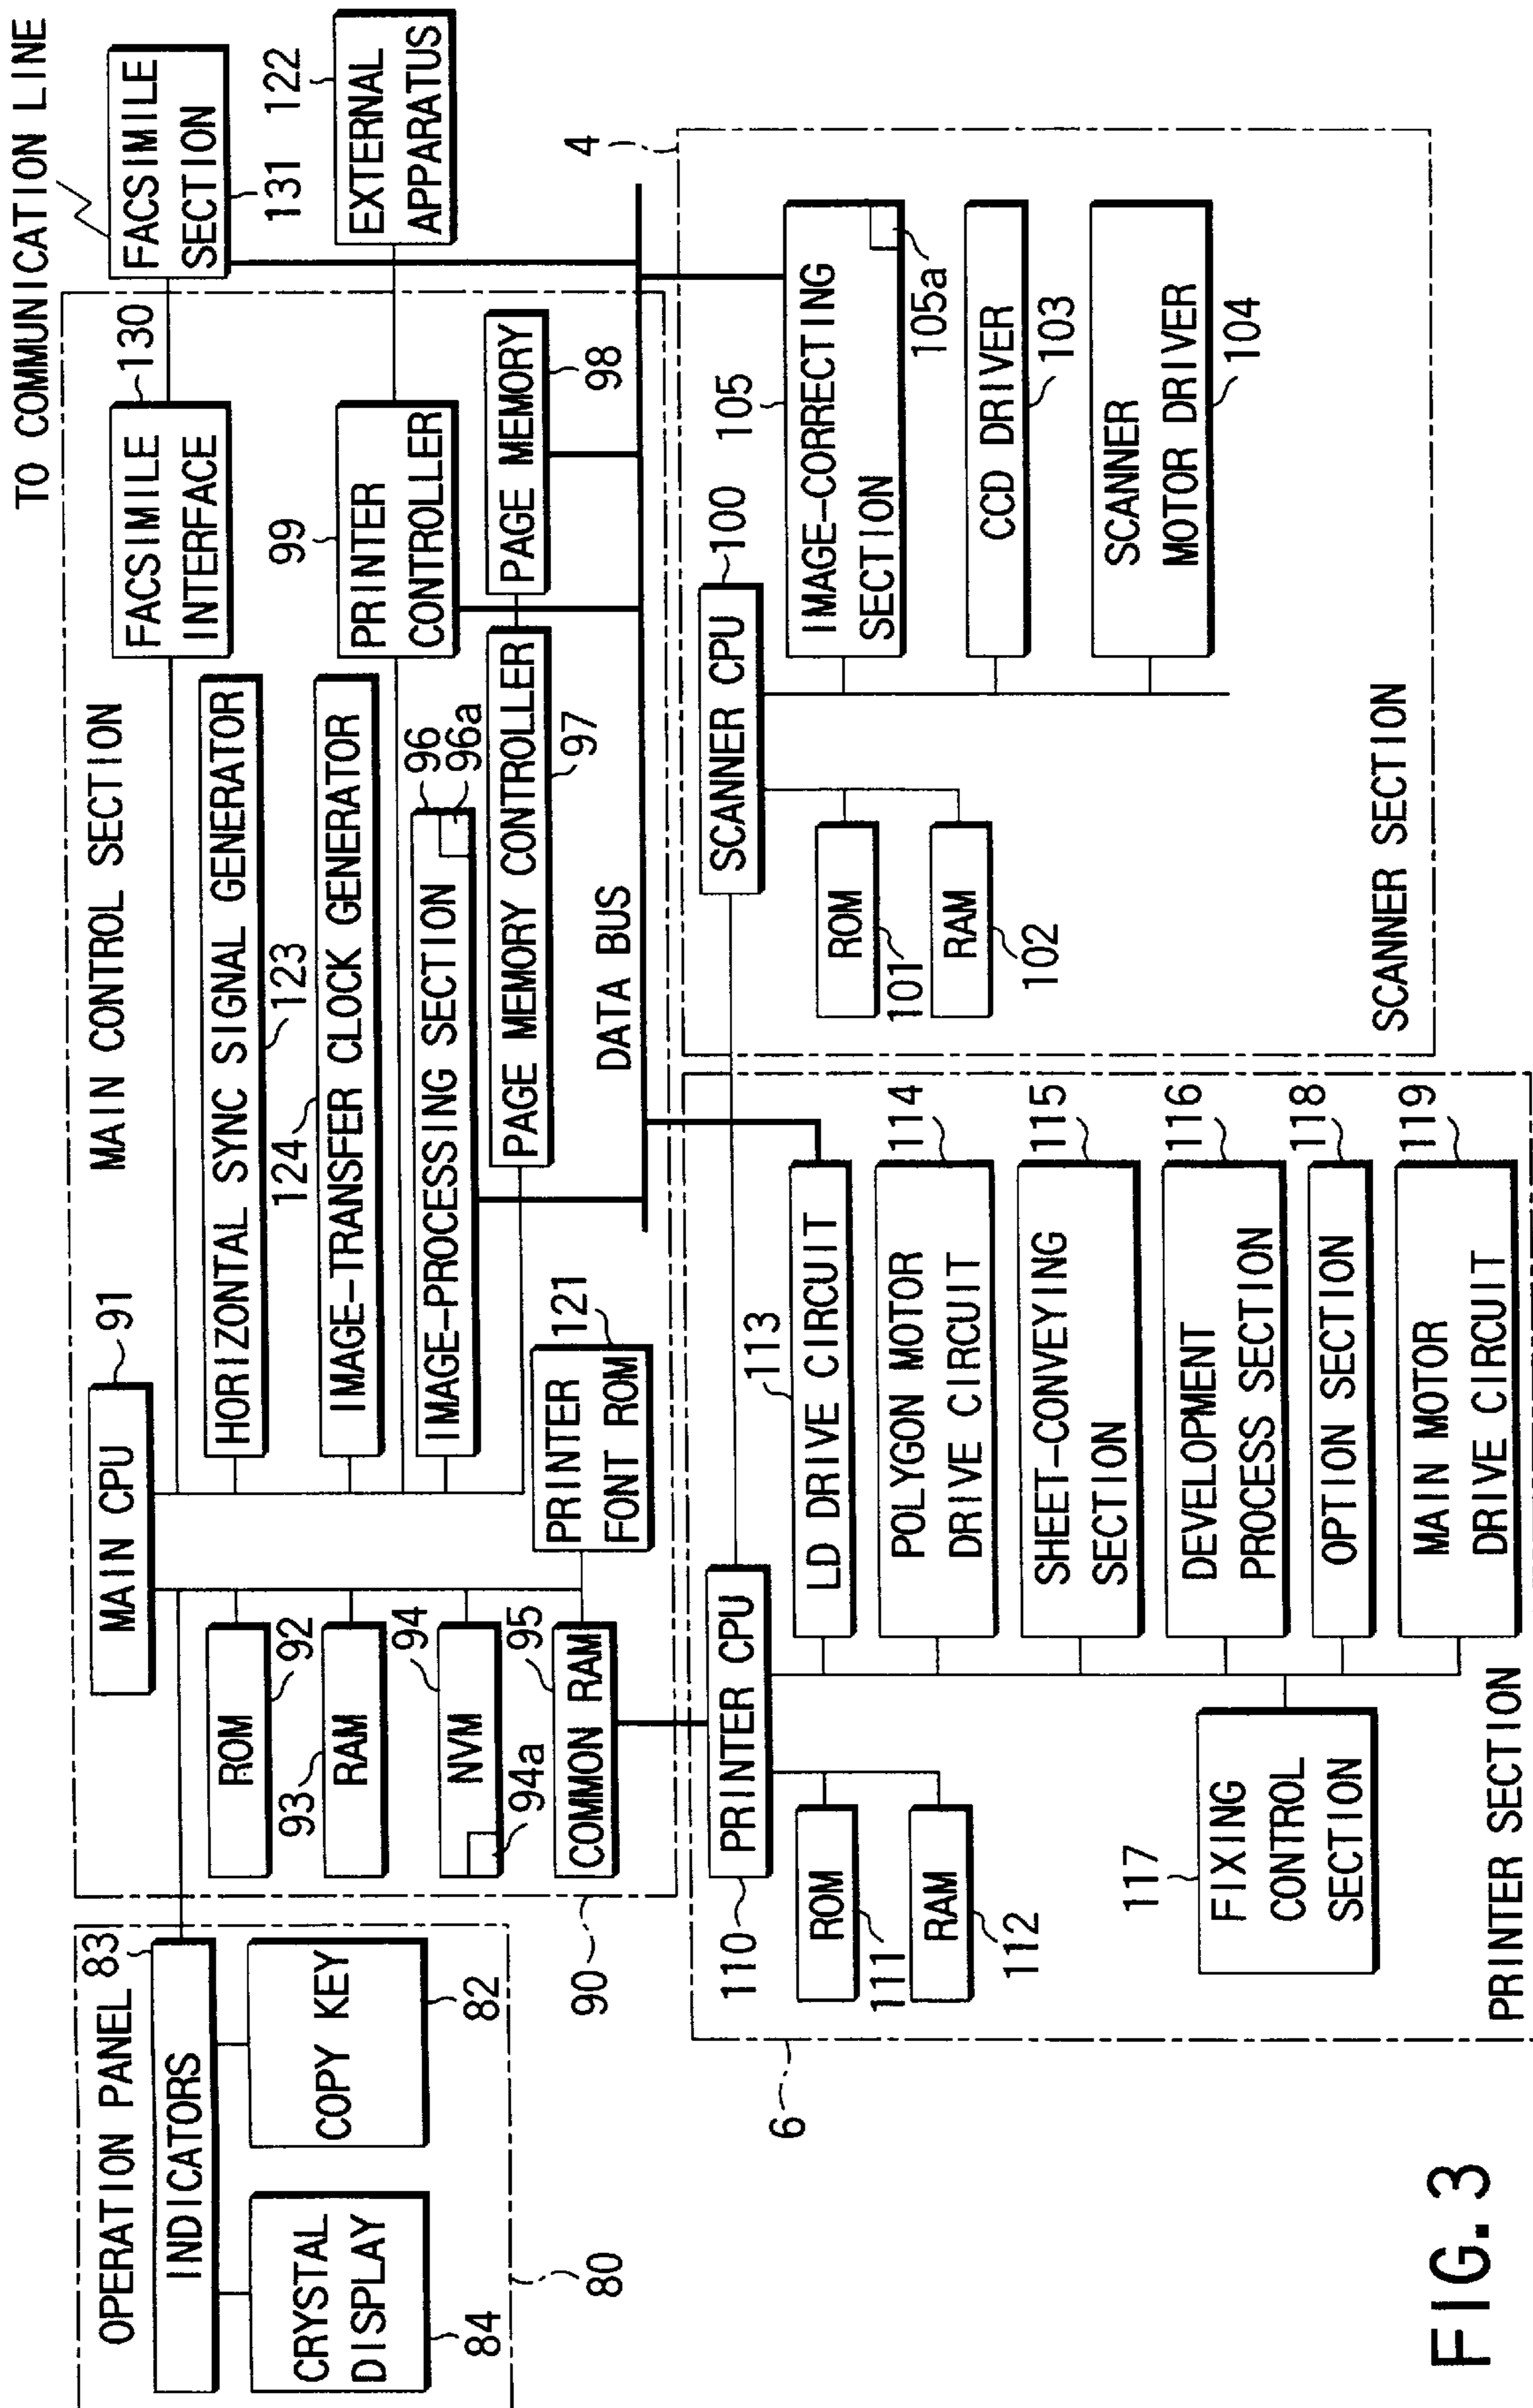 TO COMMUNICATION LINE
OPERATION PANEL
83
INDICATORS
CRYSTAL
DISPLAY
84
COPY KEY
82
80
MAIN CONTROL SECTION
MAIN CPU
91
ROM
92
93
RAM
NVM
94
94a
COMMON RAM
95
90
PRINTER
FONT ROM
121
HORIZONTAL SYNC SIGNAL GENERATOR
123
124
IMAGE-TRANSFER CLOCK GENERATOR
IMAGE-PROCESSING SECTION
96
96a
PAGE MEMORY CONTROLLER
97
PAGE MEMORY
98
FACSIMILE
INTERFACE
130
99
PRINTER
CONTROLLER
FACSIMILE
SECTION
131
122
EXTERNAL
APPARATUS
DATA BUS
6
110
PRINTER CPU
ROM
111
RAM
112
113
LD DRIVE CIRCUIT
POLYGON MOTOR
DRIVE CIRCUIT
114
SHEET-CONVEYING
SECTION
115
DEVELOPMENT
PROCESS SECTION
116
OPTION SECTION
118
MAIN MOTOR
DRIVE CIRCUIT
119
117
FIXING
CONTROL
SECTION
PRINTER SECTION
4
SCANNER CPU
100
ROM
101
RAM
102
105
IMAGE-CORRECTING
SECTION
105a
CCD DRIVER
103
SCANNER
MOTOR DRIVER
104
SCANNER SECTION
FIG. 3